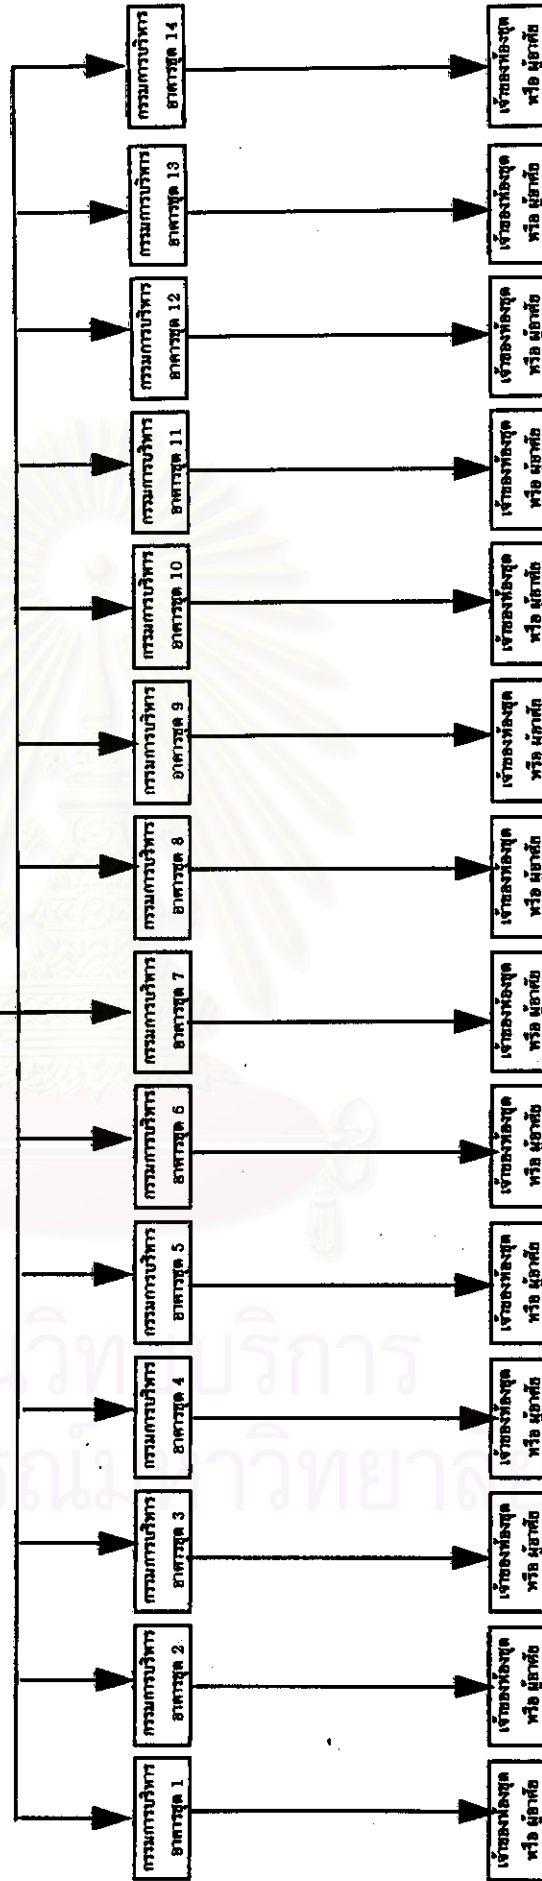 กรรมการบริหาร
อาคารชุด 1
กรรมการบริหาร
อาคารชุด 2
กรรมการบริหาร
อาคารชุด 3
กรรมการบริหาร
อาคารชุด 4
กรรมการบริหาร
อาคารชุด 5
กรรมการบริหาร
อาคารชุด 6
กรรมการบริหาร
อาคารชุด 7
กรรมการบริหาร
อาคารชุด 8
กรรมการบริหาร
อาคารชุด 9
กรรมการบริหาร
อาคารชุด 10
กรรมการบริหาร
อาคารชุด 11
กรรมการบริหาร
อาคารชุด 12
กรรมการบริหาร
อาคารชุด 13
กรรมการบริหาร
อาคารชุด 14
เจ้าของห้องชุด
หรือ ผู้อาศัย
เจ้าของห้องชุด
หรือ ผู้อาศัย
เจ้าของห้องชุด
หรือ ผู้อาศัย
เจ้าของห้องชุด
หรือ ผู้อาศัย
เจ้าของห้องชุด
หรือ ผู้อาศัย
เจ้าของห้องชุด
หรือ ผู้อาศัย
เจ้าของห้องชุด
หรือ ผู้อาศัย
เจ้าของห้องชุด
หรือ ผู้อาศัย
เจ้าของห้องชุด
หรือ ผู้อาศัย
เจ้าของห้องชุด
หรือ ผู้อาศัย
เจ้าของห้องชุด
หรือ ผู้อาศัย
เจ้าของห้องชุด
หรือ ผู้อาศัย
เจ้าของห้องชุด
หรือ ผู้อาศัย
เจ้าของห้องชุด
หรือ ผู้อาศัย